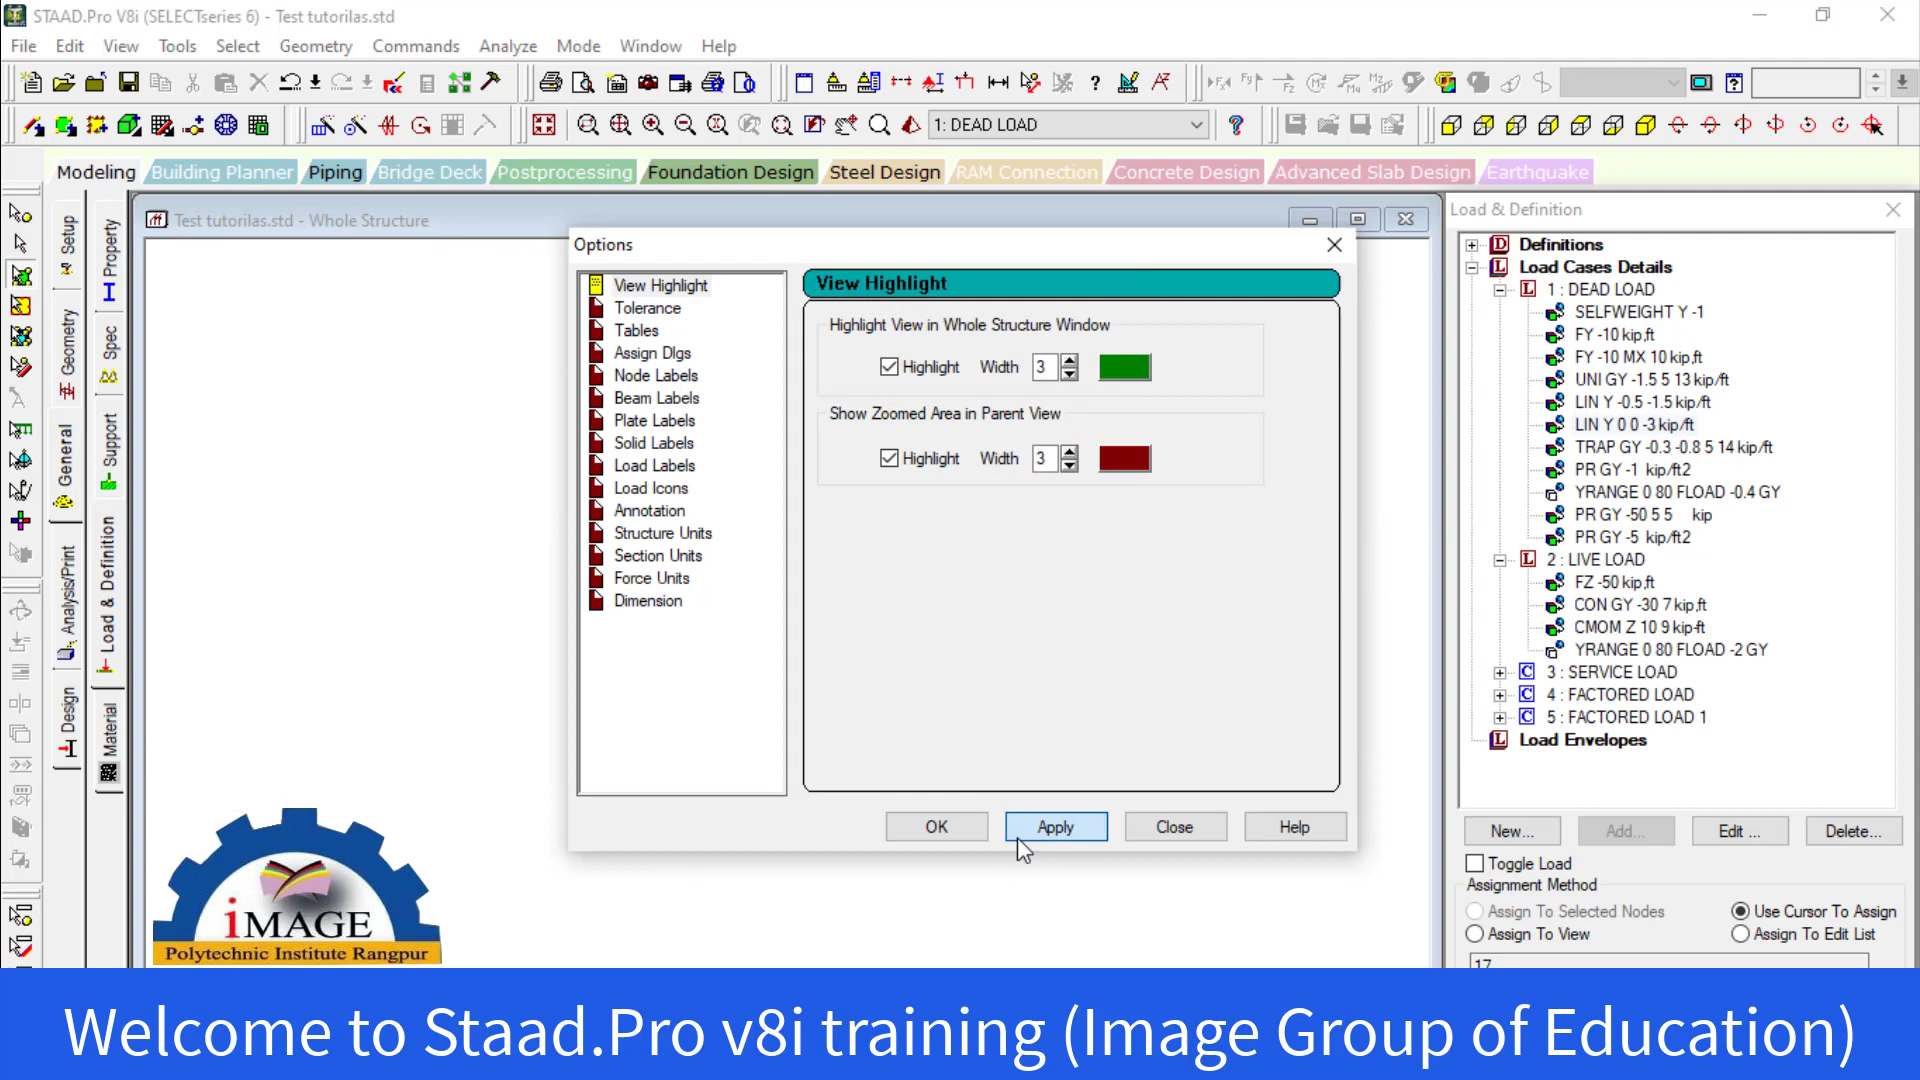 STAAD.Pro V8i (SELECTseries 6) - Test tutorilas.std
File Edit View Tools Select Geometry Commands Analyze Mode Window Help
1: DEAD LOAD
Modeling Building Planner Piping Bridge Deck Postprocessing Foundation Design Steel Design RAM Connection Concrete Design Advanced Slab Design Earthquake
Setup
Geometry
General
Analysis/Print
Design
Property
Spec
Support
Load & Definition
Material
Test tutorilas.std - Whole Structure
Options
View Highlight
Tolerance
Tables
Assign Dlgs
Node Labels
Beam Labels
Plate Labels
Solid Labels
Load Labels
Load Icons
Annotation
Structure Units
Section Units
Force Units
Dimension
View Highlight
Highlight View in Whole Structure Window
Highlight Width 3
Show Zoomed Area in Parent View
Highlight Width 3
OK Apply Close Help
Load & Definition
Definitions
Load Cases Details
1 : DEAD LOAD
SELFWEIGHT Y -1
FY -10 kip,ft
FY -10 MX 10 kip,ft
UNI GY -1.5 5 13 kip/ft
LIN Y -0.5 -1.5 kip/ft
LIN Y 0 0 -3 kip/ft
TRAP GY -0.3 -0.8 5 14 kip/ft
PR GY -1 kip/ft2
YRANGE 0 80 FLOAD -0.4 GY
PR GY -50 5 5 kip
PR GY -5 kip/ft2
2 : LIVE LOAD
FZ -50 kip,ft
CON GY -30 7 kip,ft
CMOM Z 10 9 kip-ft
YRANGE 0 80 FLOAD -2 GY
3 : SERVICE LOAD
4 : FACTORED LOAD
5 : FACTORED LOAD 1
Load Envelopes
New... Add... Edit ... Delete...
Toggle Load
Assignment Method
Assign To Selected Nodes Use Cursor To Assign
Assign To View Assign To Edit List
17
iMAGE
Polytechnic Institute Rangpur
Welcome to Staad.Pro v8i training (Image Group of Education)